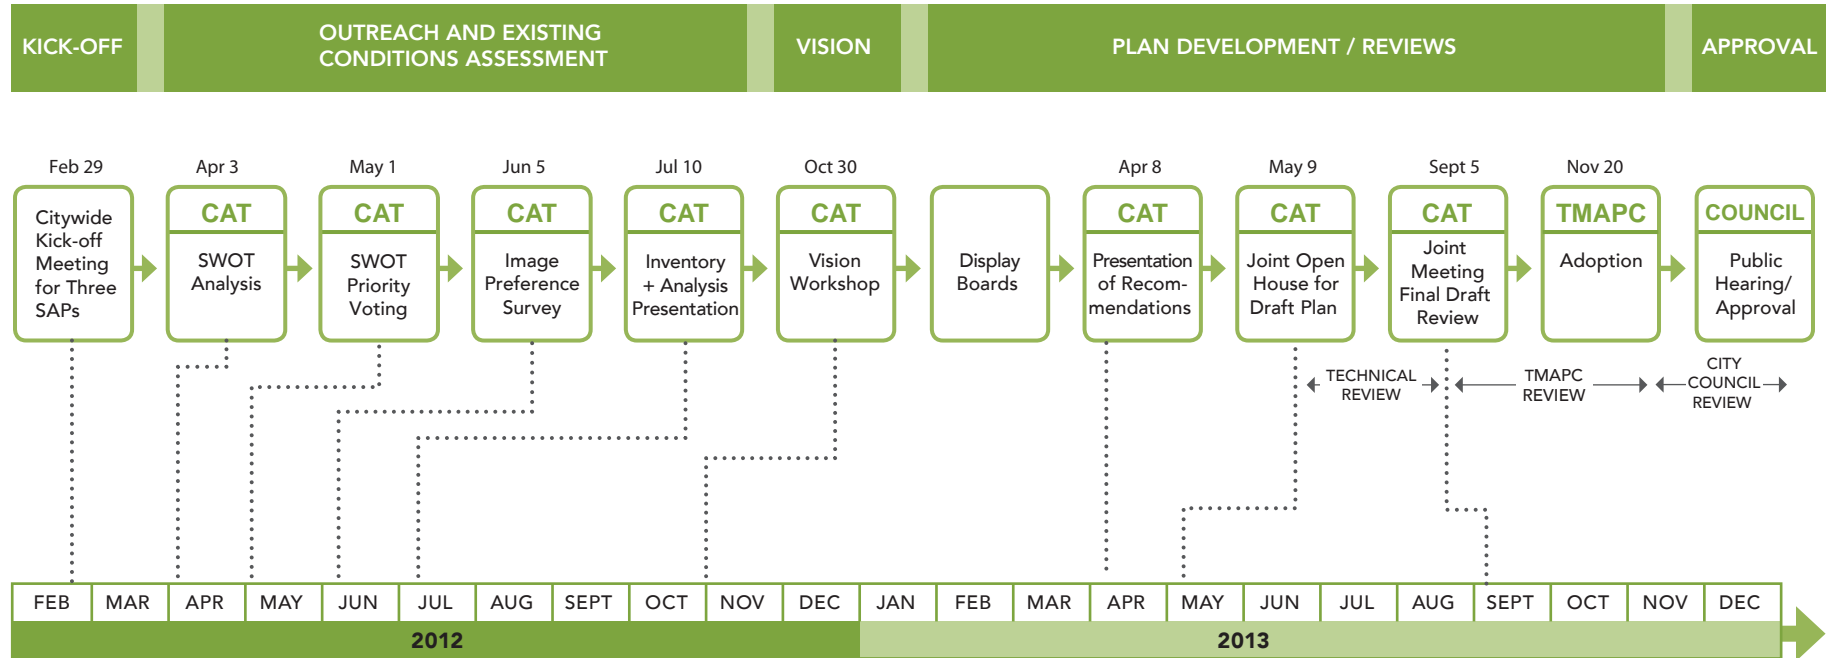 KICK-OFF
OUTREACH AND EXISTING
CONDITIONS ASSESSMENT
VISION
PLAN DEVELOPMENT / REVIEWS
APPROVAL
Feb 29
Citywide
Kick-off
Meeting
for Three
SAPs
Apr 3
CAT
SWOT
Analysis
May 1
CAT
SWOT
Priority
Voting
Jun 5
CAT
Image
Preference
Survey
Jul 10
CAT
Inventory
+ Analysis
Presentation
Oct 30
CAT
Vision
Workshop
Display
Boards
Apr 8
CAT
Presentation
of Recom-
mendations
May 9
CAT
Joint Open
House for
Draft Plan
Sept 5
CAT
Joint
Meeting
Final Draft
Review
Nov 20
TMAPC
Adoption
COUNCIL
Public
Hearing/
Approval
TECHNICAL
REVIEW
TMAPC
REVIEW
CITY
COUNCIL
REVIEW
FEB MAR APR MAY JUN JUL AUG SEPT OCT NOV DEC JAN FEB MAR APR MAY JUN JUL AUG SEPT OCT NOV DEC
2012 2013